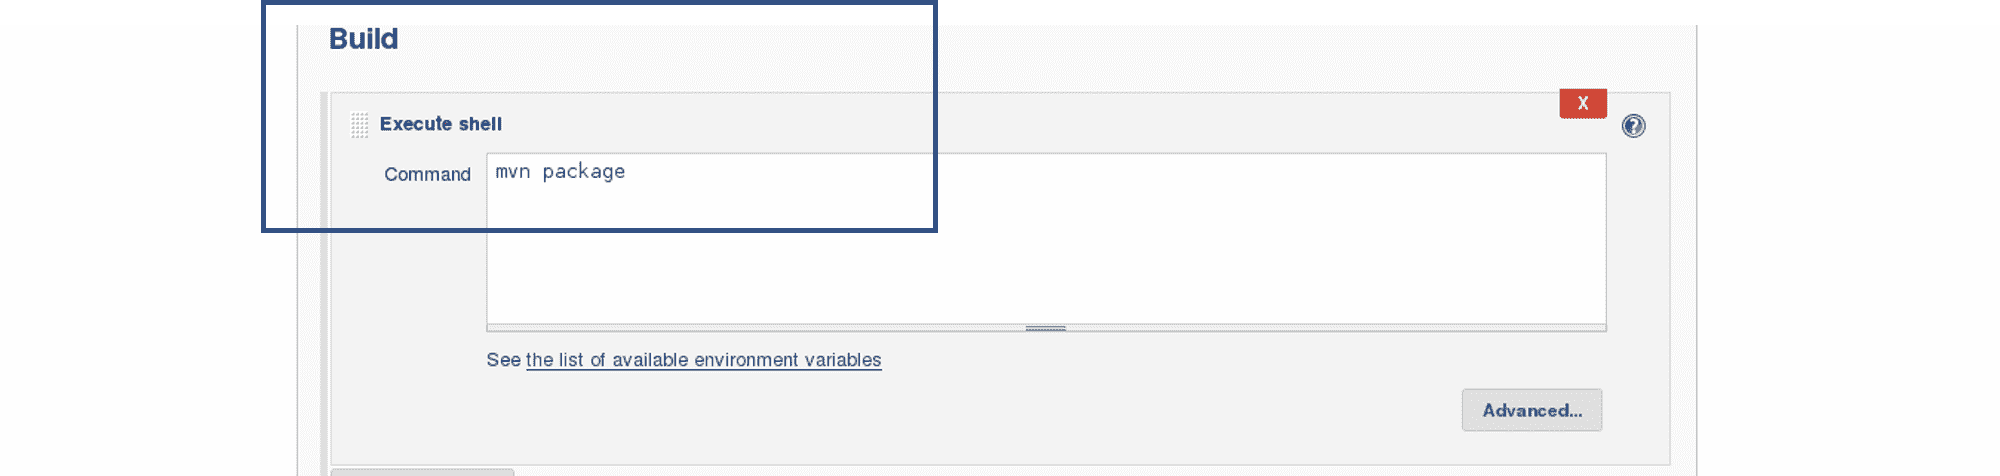 Build
X
Execute shell
?
Command
mvn package
See the list of available environment variables
Advanced...